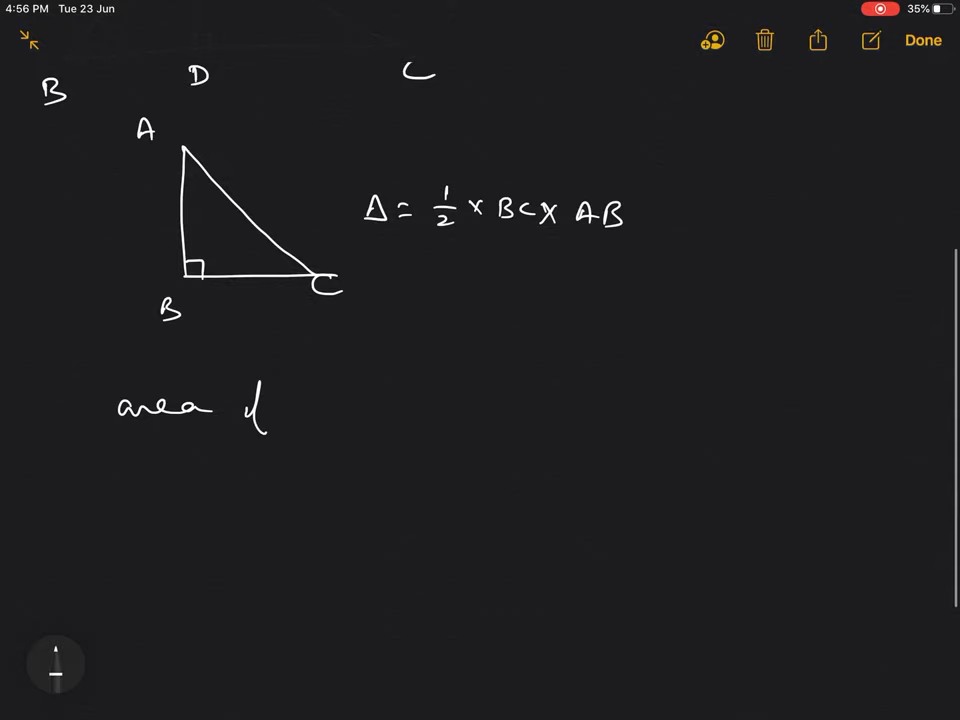 4:56 PM Tue 23 Jun 35%
Done
B D C
A
Δ = 1/2 × BC × AB
C
B
area of